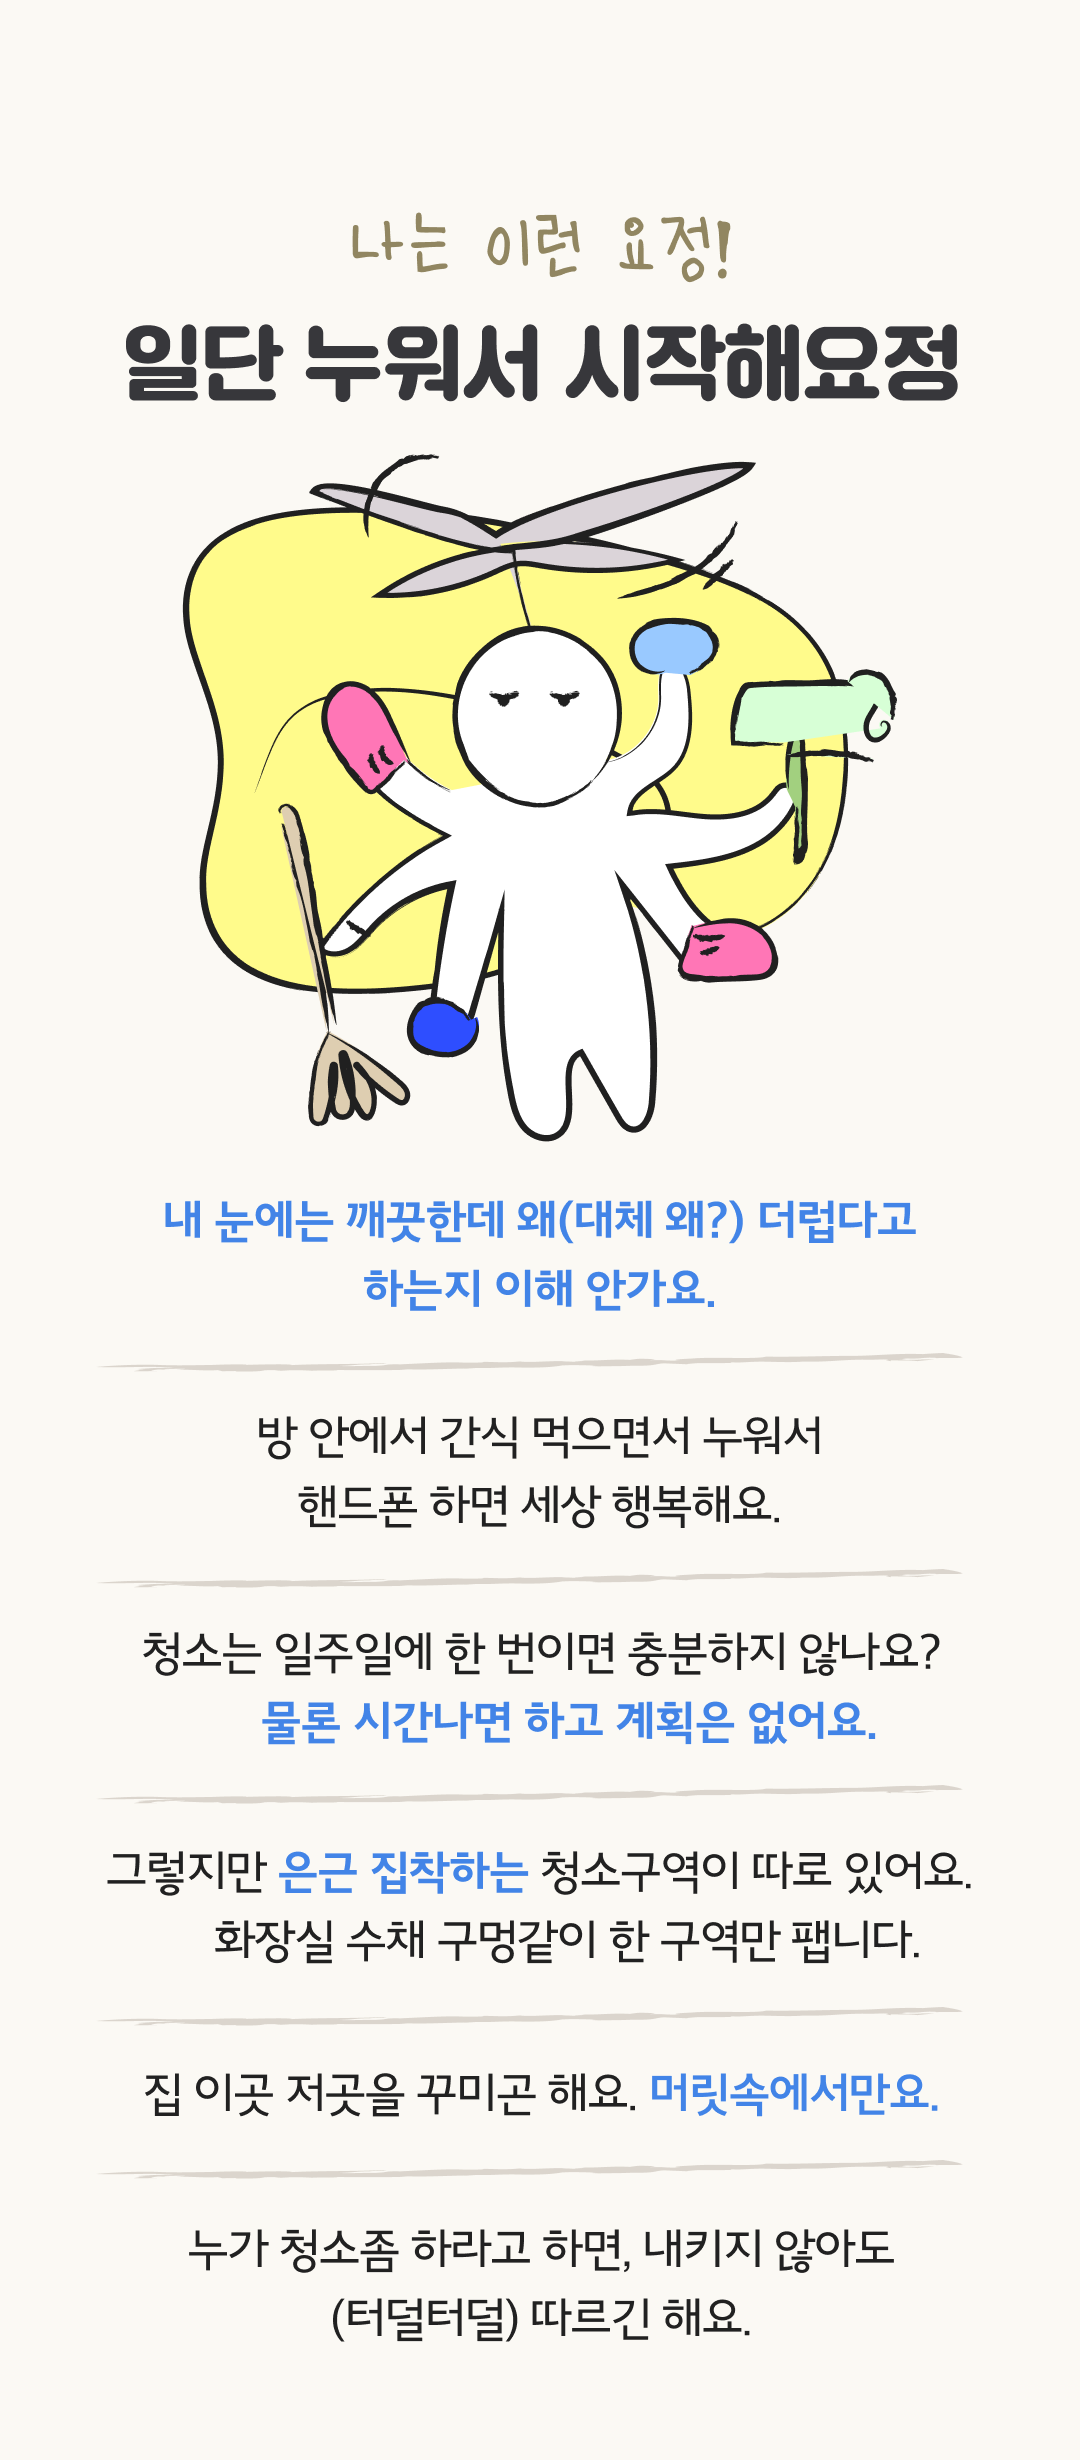 나는 이런 요정!
일단 누워서 시작해요정
내 눈에는 깨끗한데 왜(대체 왜?) 더럽다고
하는지 이해 안가요.
방 안에서 간식 먹으면서 누워서
핸드폰 하면 세상 행복해요.
청소는 일주일에 한 번이면 충분하지 않나요?
물론 시간나면 하고 계획은 없어요.
그렇지만 은근 집착하는 청소구역이 따로 있어요.
화장실 수채 구멍같이 한 구역만 팹니다.
집 이곳 저곳을 꾸미곤 해요. 머릿속에서만요.
누가 청소좀 하라고 하면, 내키지 않아도
(터덜터덜) 따르긴 해요.